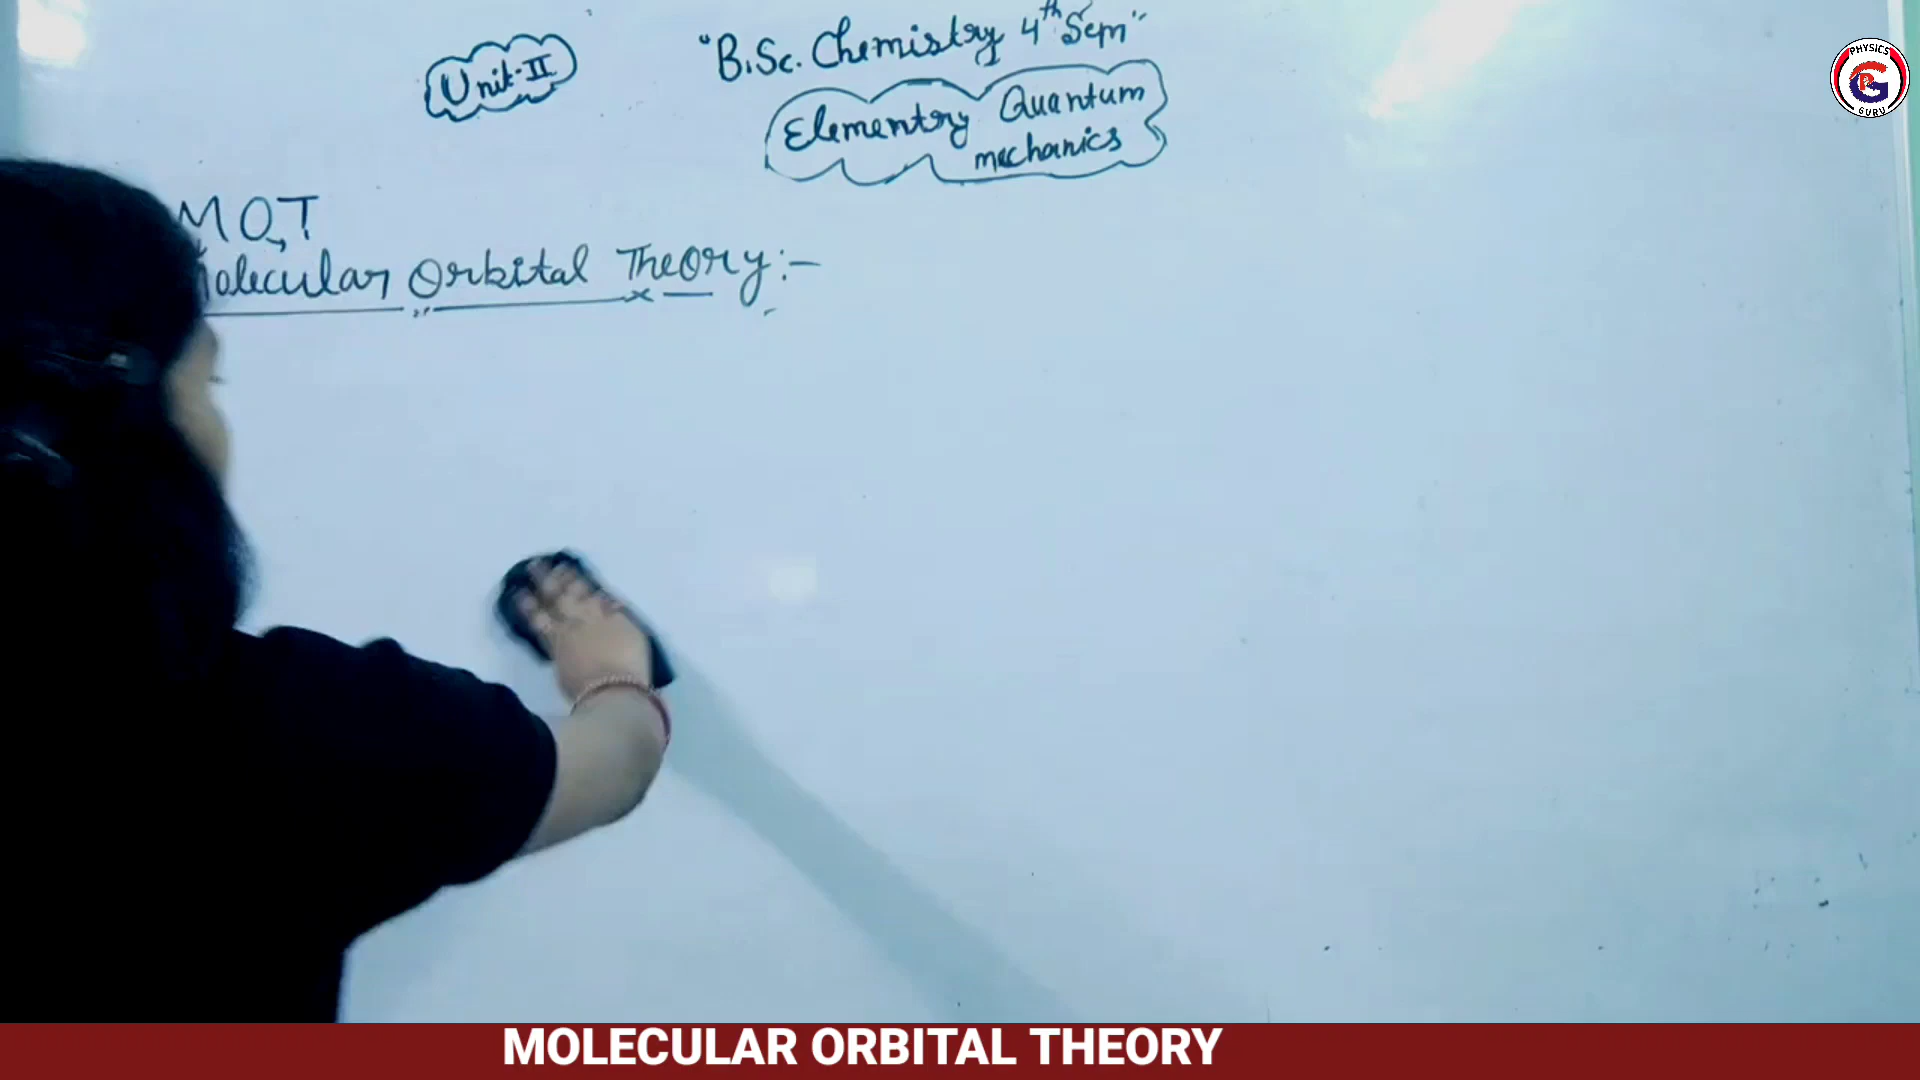 Unit-II
"B.Sc. Chemistry 4th Sem"
Elementry Quantum
mechanics
MOT
Molecular Orbital Theory:-
PHYSICS
GURU
MOLECULAR ORBITAL THEORY